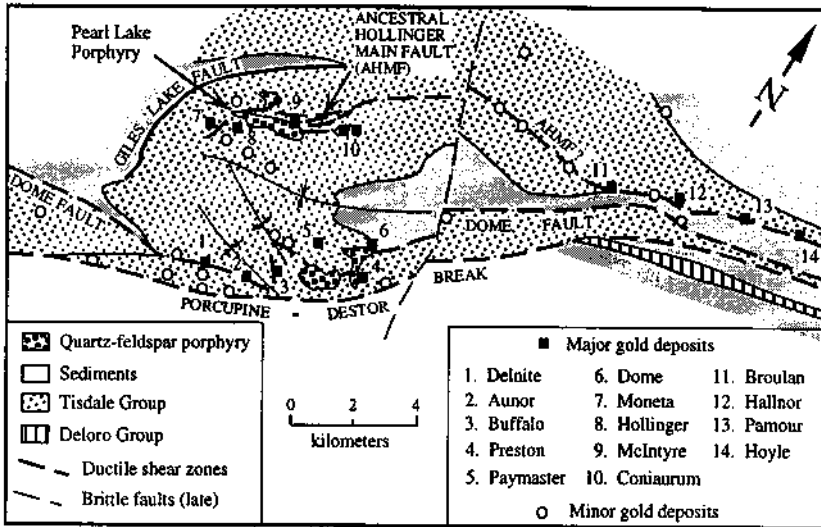 Pearl Lake
Porphyry
ANCESTRAL
HOLLINGER
MAIN FAULT
(AHMF)
Z
GILES LAKE FAULT
7
8
9
10
AHMF ?
11
12
13
14
DOME FAULT
DOME FAULT
1
2
3
4
5
6
PORCUPINE - DESTOR BREAK
Quartz-feldspar porphyry
Sediments
Tisdale Group
Deloro Group
Ductile shear zones
Brittle faults (late)
0 2 4
kilometers
Major gold deposits
1. Delnite 6. Dome 11. Broulan
2. Aunor 7. Moneta 12. Hallnor
3. Buffalo 8. Hollinger 13. Pamour
4. Preston 9. McIntyre 14. Hoyle
5. Paymaster 10. Coniaurum
Minor gold deposits